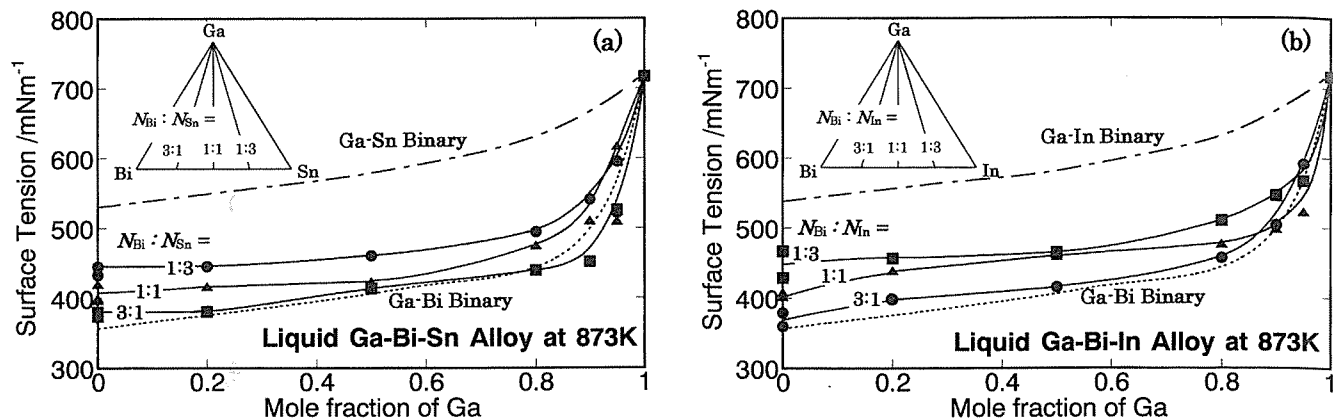 (a)
800
700
600
500
400
300
Surface Tension /mNm⁻¹
Ga
N_Bi : N_Sn =
3:1 1:1 1:3
Bi
Sn
Ga-Sn Binary
N_Bi : N_Sn =
1:3
1:1
3:1
Ga-Bi Binary
Liquid Ga-Bi-Sn Alloy at 873K
0 0.2 0.4 0.6 0.8 1
Mole fraction of Ga
(b)
800
700
600
500
400
300
Surface Tension /mNm⁻¹
Ga
N_Bi : N_In =
3:1 1:1 1:3
Bi
In
Ga-In Binary
N_Bi : N_In =
1:3
1:1
3:1
Ga-Bi Binary
Liquid Ga-Bi-In Alloy at 873K
0 0.2 0.4 0.6 0.8 1
Mole fraction of Ga